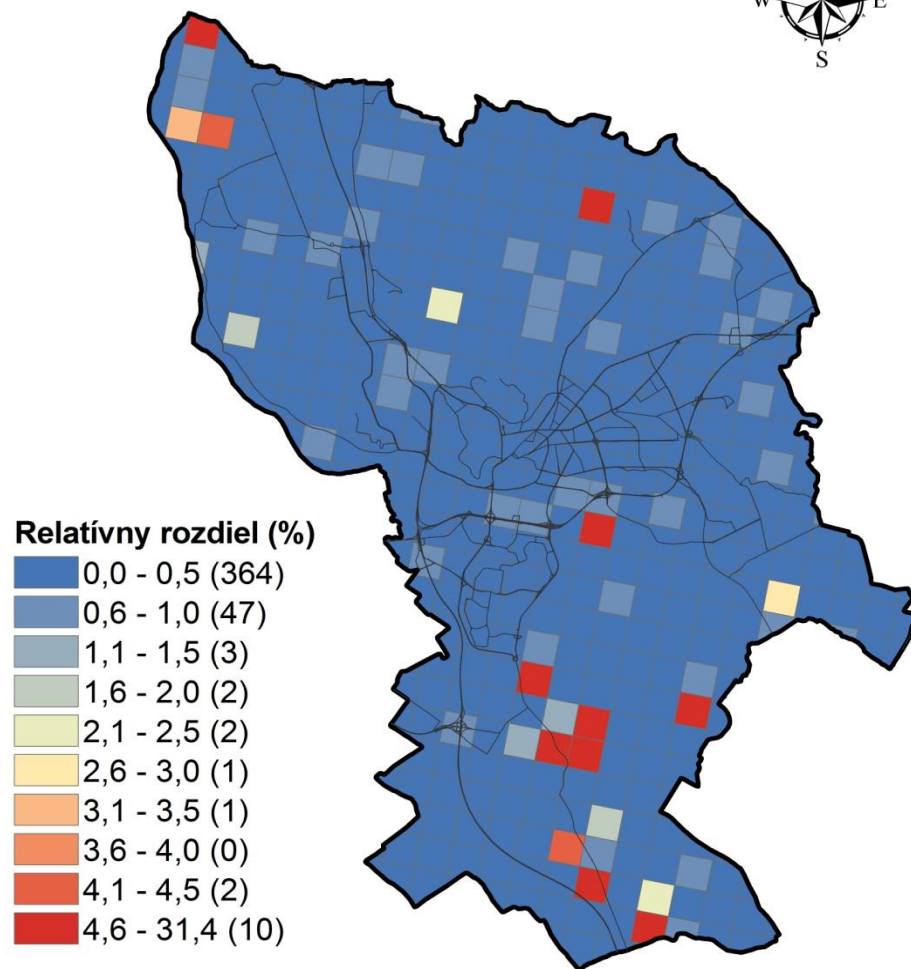 W E
S
Relatívny rozdiel (%)
0,0 - 0,5 (364)
0,6 - 1,0 (47)
1,1 - 1,5 (3)
1,6 - 2,0 (2)
2,1 - 2,5 (2)
2,6 - 3,0 (1)
3,1 - 3,5 (1)
3,6 - 4,0 (0)
4,1 - 4,5 (2)
4,6 - 31,4 (10)